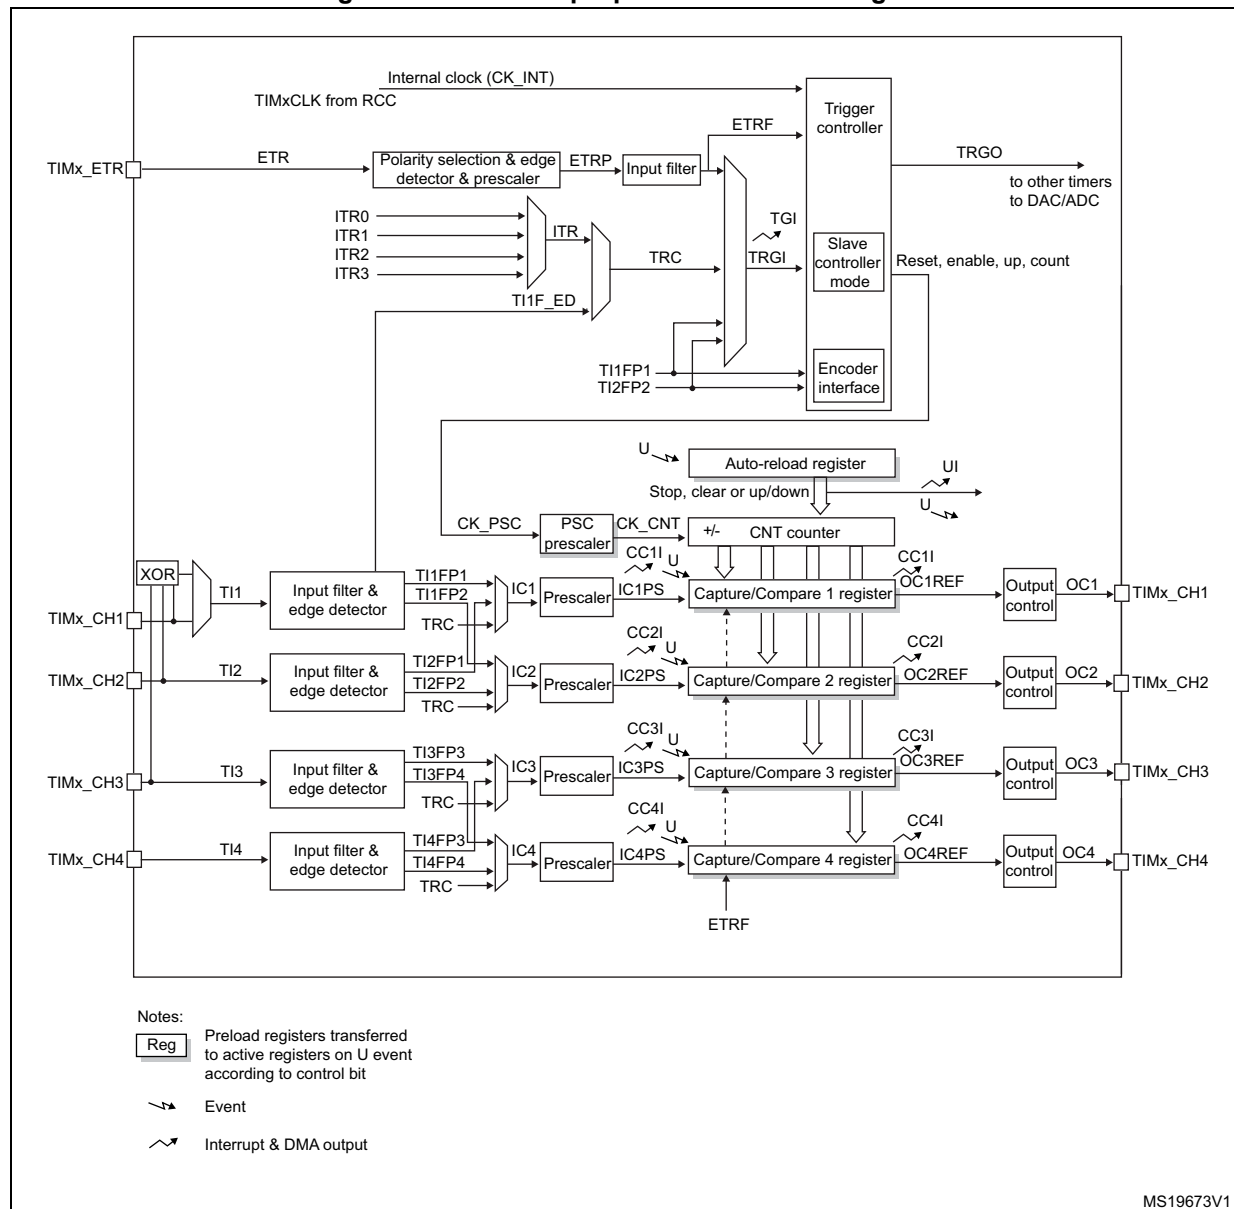 Internal clock (CK_INT)
TIMxCLK from RCC
Trigger
controller
ETRF
TIMx_ETR
ETR
Polarity selection & edge
detector & prescaler
ETRP
Input filter
TRGO
to other timers
to DAC/ADC
ITR0
ITR1
ITR2
ITR3
ITR
TRC
TGI
TRGI
Slave
controller
mode
Reset, enable, up, count
TI1F_ED
TI1FP1
TI2FP2
Encoder
interface
U
Auto-reload register
UI
Stop, clear or up/down
U
CK_PSC
PSC
prescaler
CK_CNT
+/-
CNT counter
XOR
TI1
TIMx_CH1
Input filter &
edge detector
TI1FP1
TI1FP2
TRC
IC1
Prescaler
IC1PS
CC1I
U
Capture/Compare 1 register
CC1I
OC1REF
Output
control
OC1
TIMx_CH1
TIMx_CH2
TI2
Input filter &
edge detector
TI2FP1
TI2FP2
TRC
IC2
Prescaler
IC2PS
CC2I
U
Capture/Compare 2 register
CC2I
OC2REF
Output
control
OC2
TIMx_CH2
TIMx_CH3
TI3
Input filter &
edge detector
TI3FP3
TI3FP4
TRC
IC3
Prescaler
IC3PS
CC3I
U
Capture/Compare 3 register
CC3I
OC3REF
Output
control
OC3
TIMx_CH3
TIMx_CH4
TI4
Input filter &
edge detector
TI4FP3
TI4FP4
TRC
IC4
Prescaler
IC4PS
CC4I
U
Capture/Compare 4 register
CC4I
OC4REF
Output
control
OC4
TIMx_CH4
ETRF
Notes:
Reg
Preload registers transferred
to active registers on U event
according to control bit
Event
Interrupt & DMA output
MS19673V1